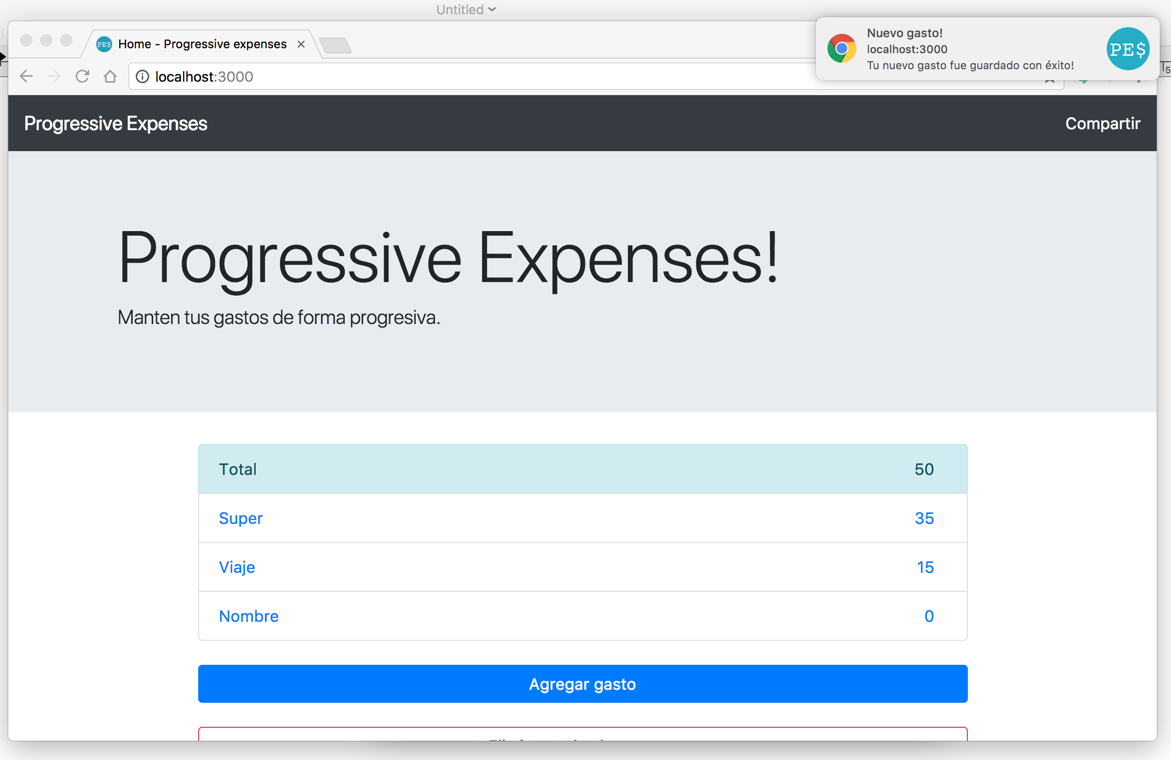 Untitled
PE$ Home - Progressive expenses
localhost:3000
Nuevo gasto!
localhost:3000
Tu nuevo gasto fue guardado con éxito!
PE$
Progressive Expenses
Compartir
Progressive Expenses!
Manten tus gastos de forma progresiva.
Total 50
Super 35
Viaje 15
Nombre 0
Agregar gasto